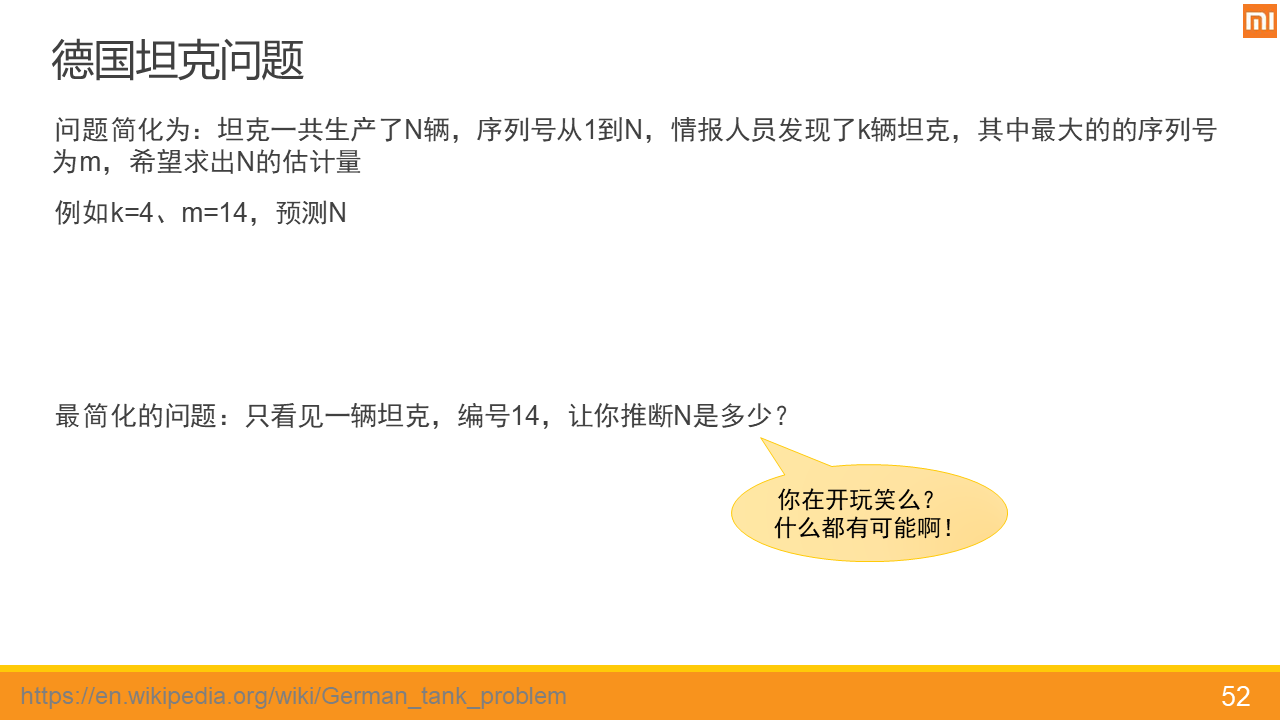 mi
德国坦克问题
问题简化为：坦克一共生产了N辆，序列号从1到N，情报人员发现了k辆坦克，其中最大的的序列号
为m，希望求出N的估计量
例如k=4、m=14，预测N
最简化的问题：只看见一辆坦克，编号14，让你推断N是多少？
你在开玩笑么？
什么都有可能啊！
https://en.wikipedia.org/wiki/German_tank_problem
52